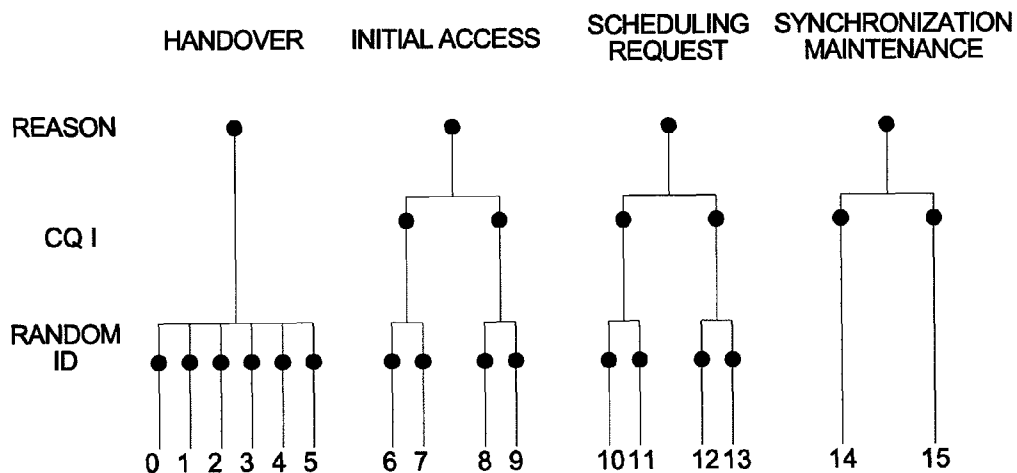 HANDOVER
INITIAL ACCESS
SCHEDULING
REQUEST
SYNCHRONIZATION
MAINTENANCE
REASON
CQ I
RANDOM
ID
0 1 2 3 4 5 6 7 8 9 10 11 12 13 14 15